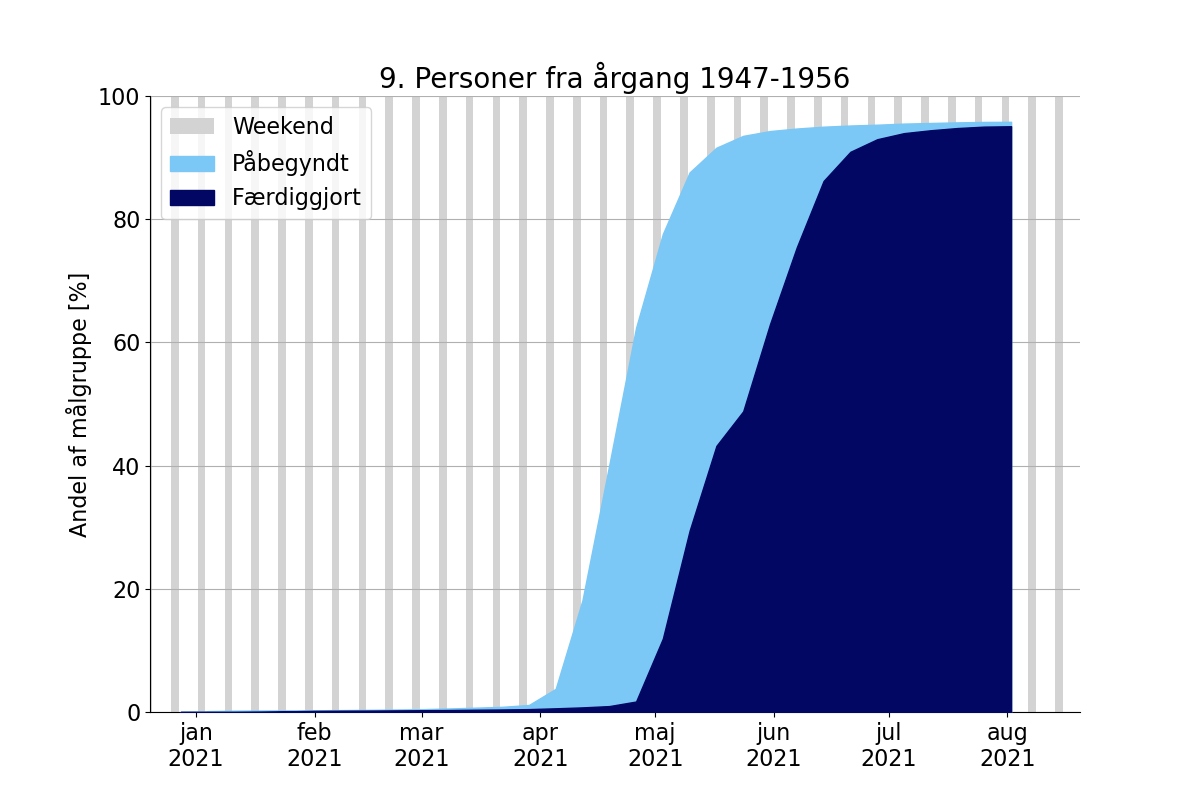 9. Personer fra årgang 1947-1956
Andel af målgruppe [%]
100
80
60
40
20
0
Weekend
Påbegyndt
Færdiggjort
jan
2021
feb
2021
mar
2021
apr
2021
maj
2021
jun
2021
jul
2021
aug
2021